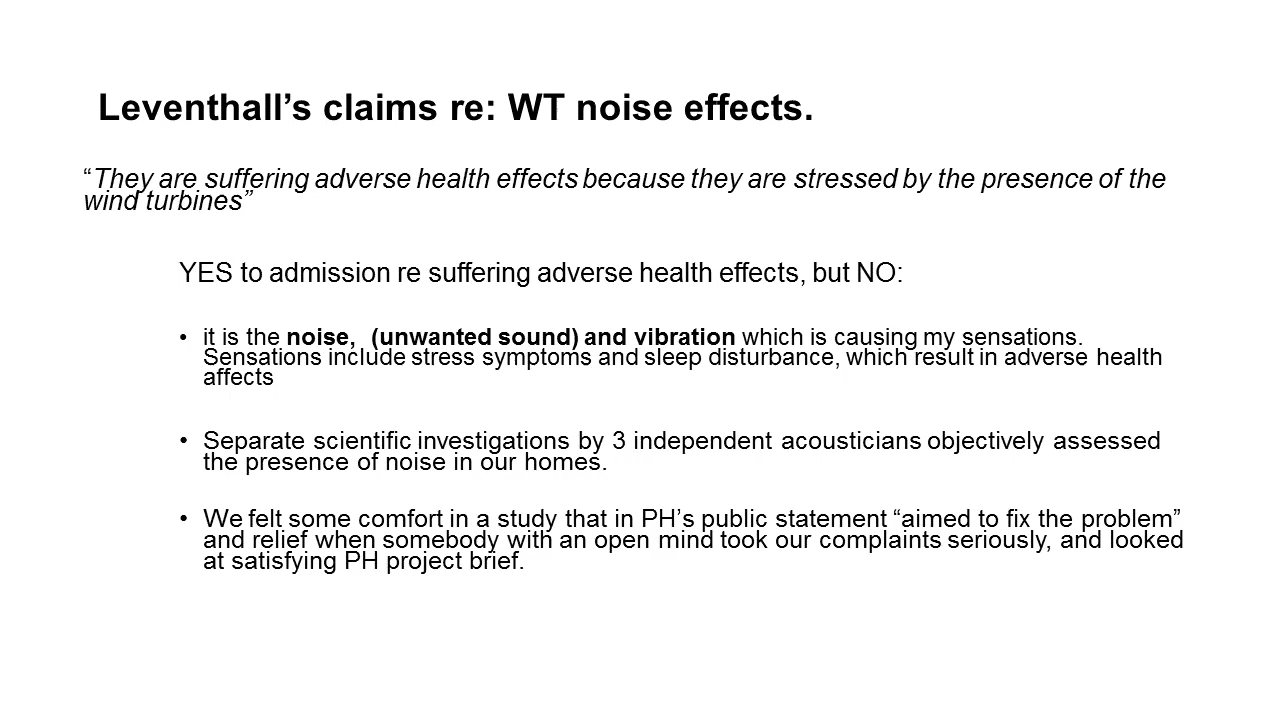 Leventhall’s claims re: WT noise effects.
“They are suffering adverse health effects because they are stressed by the presence of the
wind turbines”
YES to admission re suffering adverse health effects, but NO:
• it is the noise, (unwanted sound) and vibration which is causing my sensations.
Sensations include stress symptoms and sleep disturbance, which result in adverse health
affects
• Separate scientific investigations by 3 independent acousticians objectively assessed
the presence of noise in our homes.
• We felt some comfort in a study that in PH’s public statement “aimed to fix the problem”
and relief when somebody with an open mind took our complaints seriously, and looked
at satisfying PH project brief.